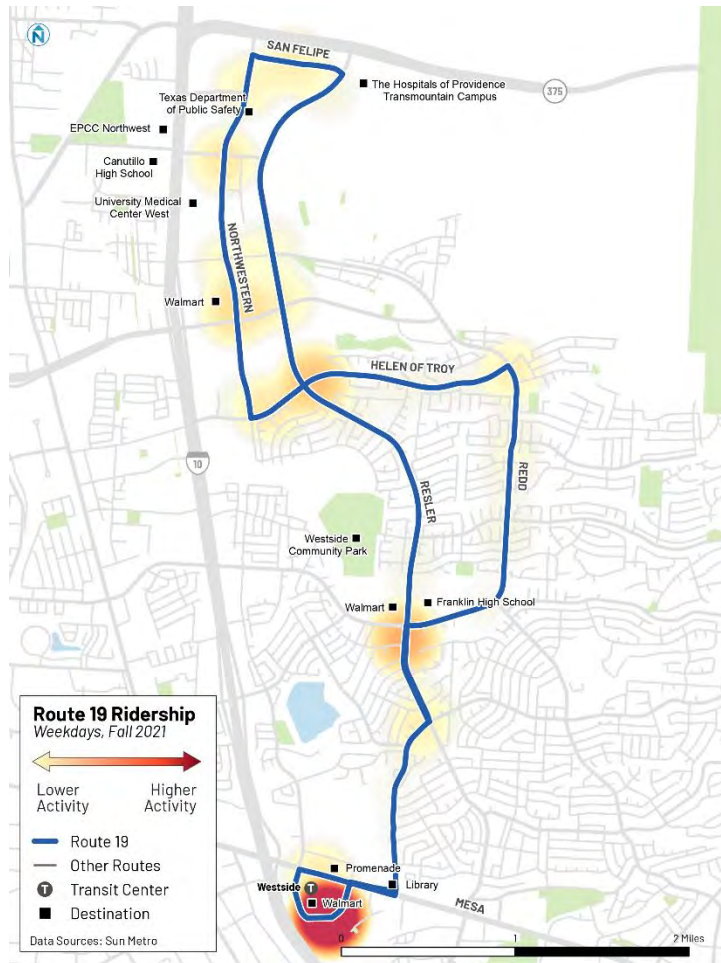 N
SAN FELIPE
The Hospitals of Providence
Transmountain Campus
375
Texas Department
of Public Safety
EPCC Northwest
Canutillo
High School
University Medical
Center West
NORTHWESTERN
Walmart
HELEN OF TROY
10
REDD
RESLER
Westside
Community Park
Walmart
Franklin High School
Route 19 Ridership
Weekdays, Fall 2021
Lower
Activity
Higher
Activity
Route 19
Other Routes
T
Transit Center
Destination
Data Sources: Sun Metro
Promenade
Westside
T
Library
Walmart
MESA
0
1
2 Miles